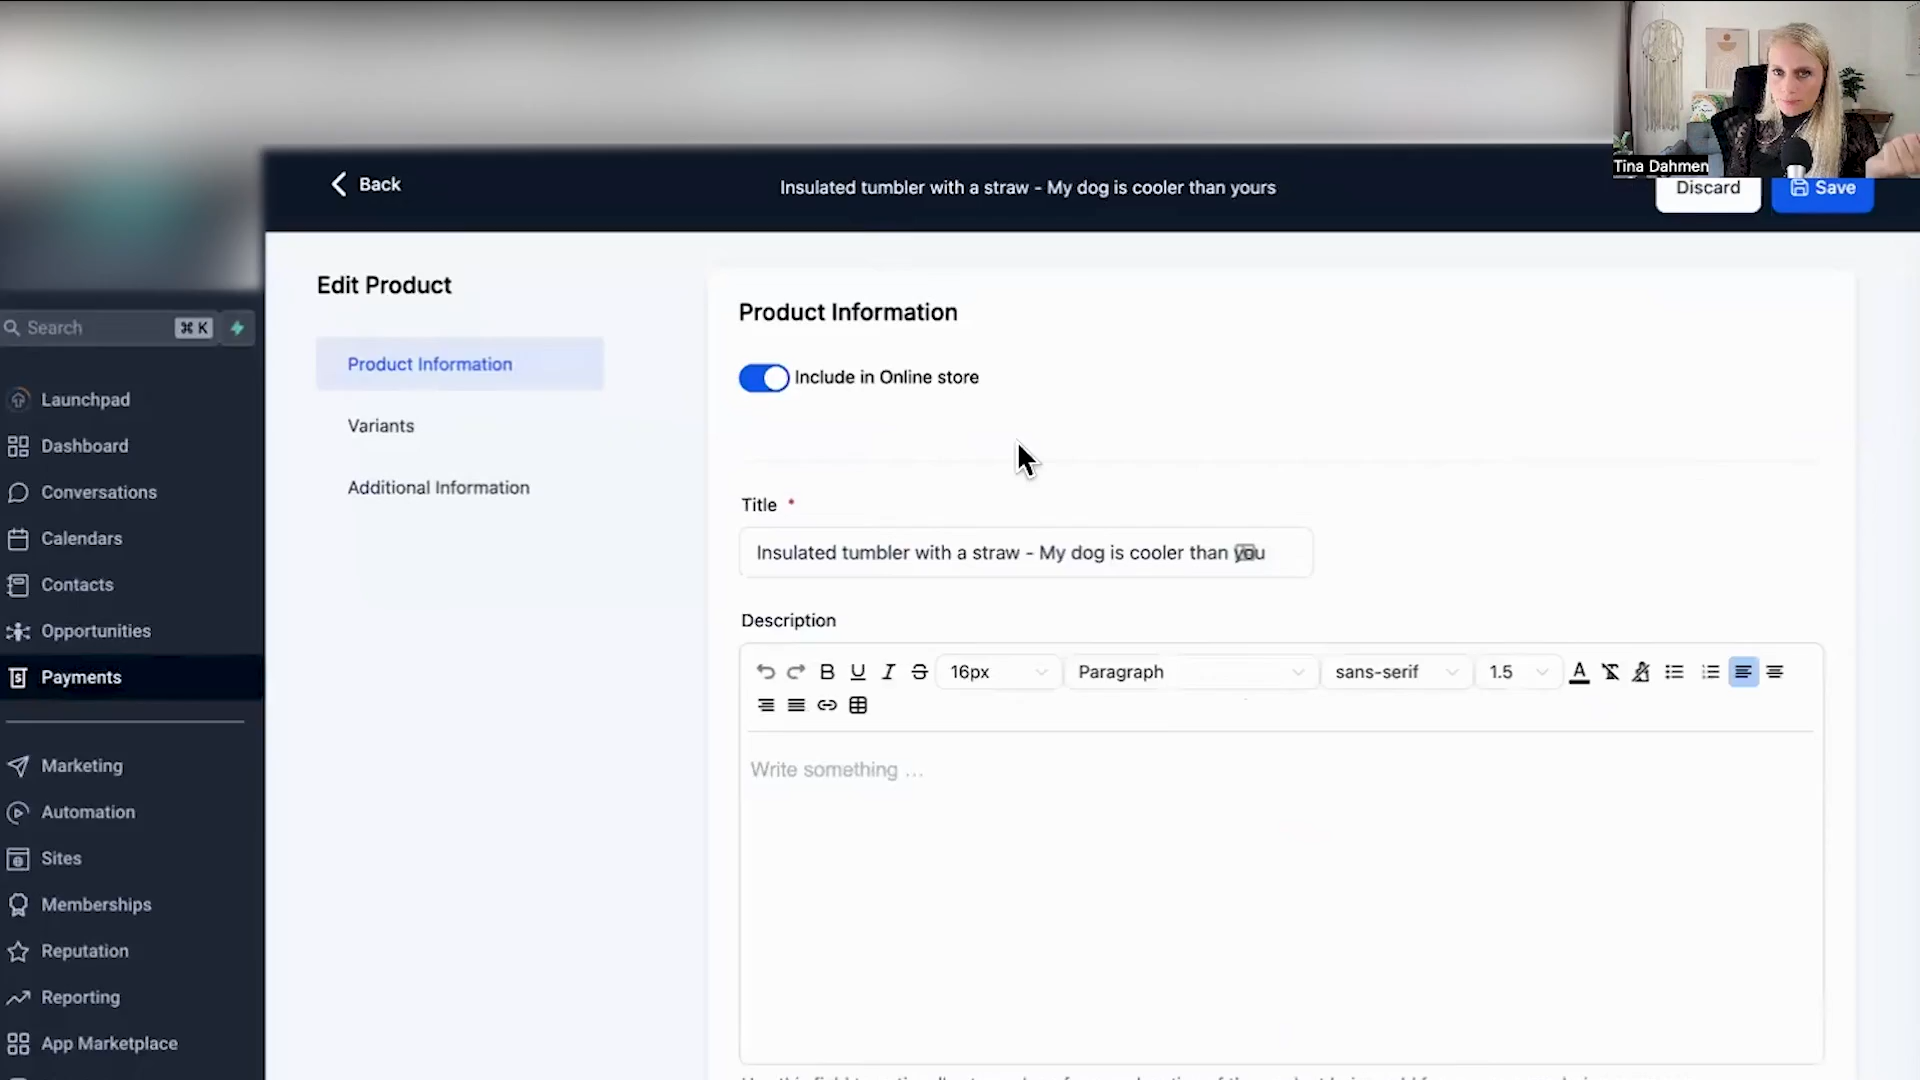 Tina Dahmen
Back
Insulated tumbler with a straw - My dog is cooler than yours
Discard
Save
Search
⌘ K
Launchpad
Dashboard
Conversations
Calendars
Contacts
Opportunities
Payments
Marketing
Automation
Sites
Memberships
Reputation
Reporting
App Marketplace
Edit Product
Product Information
Variants
Additional Information
Product Information
Include in Online store
Title *
Insulated tumbler with a straw - My dog is cooler than you
Description
B U I S 16px Paragraph sans-serif 1.5 A
Write something ...